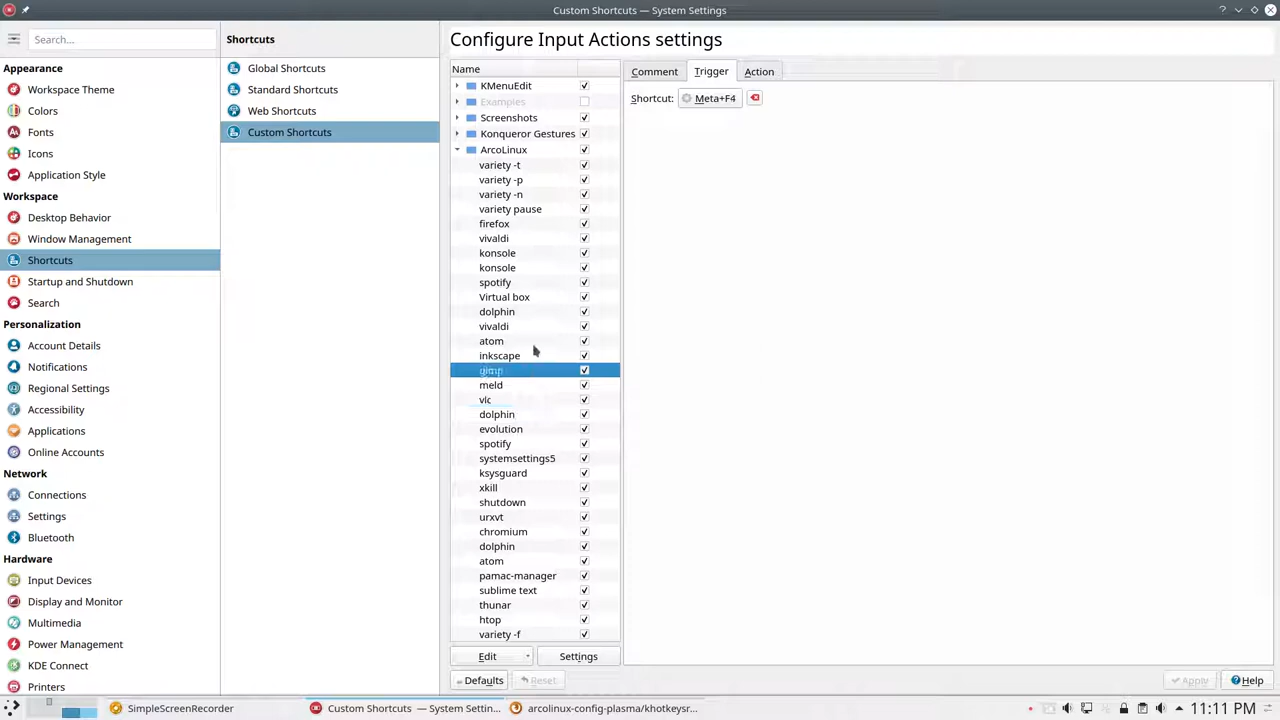 Custom Shortcuts — System Settings
Search...
Appearance
Workspace Theme
Colors
Fonts
Icons
Application Style
Workspace
Desktop Behavior
Window Management
Shortcuts
Startup and Shutdown
Search
Personalization
Account Details
Notifications
Regional Settings
Accessibility
Applications
Online Accounts
Network
Connections
Settings
Bluetooth
Hardware
Input Devices
Display and Monitor
Multimedia
Power Management
KDE Connect
Printers
Shortcuts
Global Shortcuts
Standard Shortcuts
Web Shortcuts
Custom Shortcuts
Configure Input Actions settings
Name
KMenuEdit
Examples
Screenshots
Konqueror Gestures
ArcoLinux
variety -t
variety -p
variety -n
variety pause
firefox
vivaldi
konsole
konsole
spotify
Virtual box
dolphin
vivaldi
atom
inkscape
gimp
meld
vlc
dolphin
evolution
spotify
systemsettings5
ksysguard
xkill
shutdown
urxvt
chromium
dolphin
atom
pamac-manager
sublime text
thunar
htop
variety -f
Edit
Settings
Comment
Trigger
Action
Shortcut: Meta+F4
Defaults
Reset
Apply
Help
SimpleScreenRecorder
Custom Shortcuts — System Settin...
arcolinux-config-plasma/khotkeysr...
11:11 PM